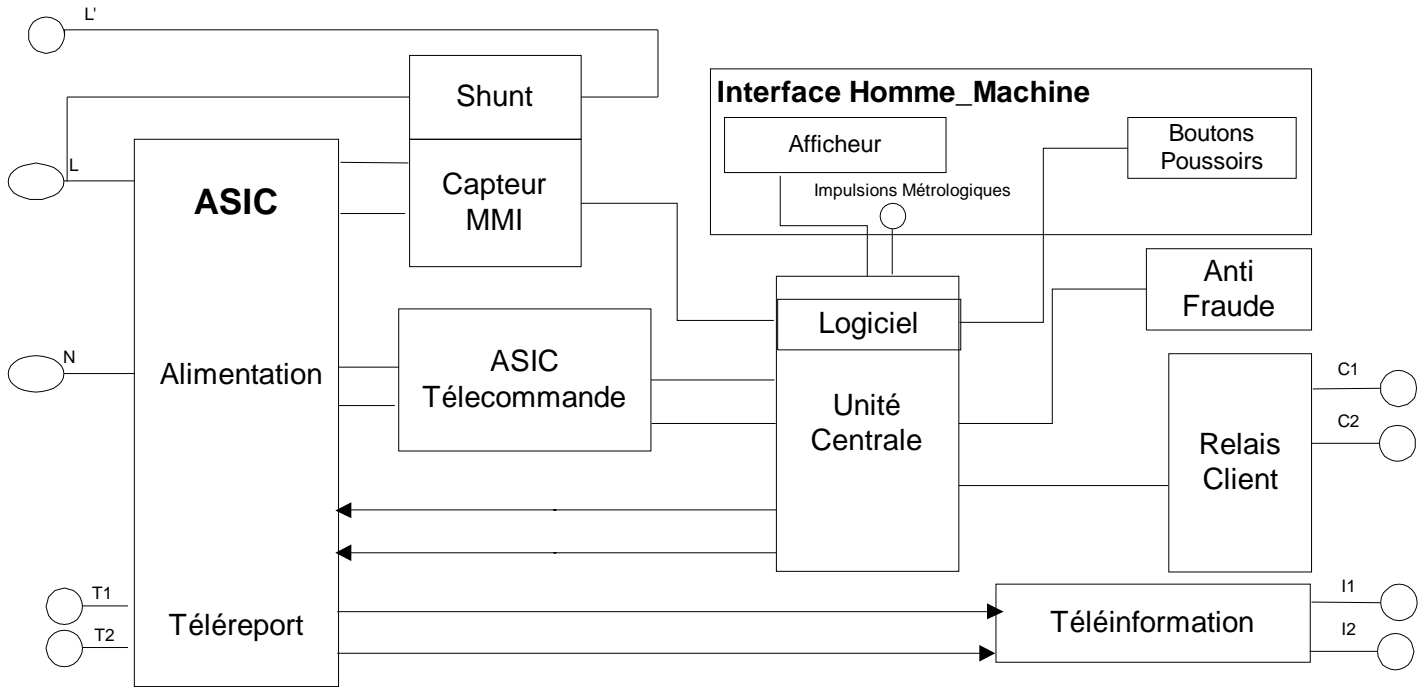 L'
Shunt
Interface Homme_Machine
Afficheur
Boutons
Poussoirs
Impulsions Métrologiques
L
ASIC
Capteur
MMI
Anti
Fraude
Logiciel
N
Alimentation
ASIC
Télecommande
Unité
Centrale
C1
C2
Relais
Client
T1
T2
Téléreport
Téléinformation
I1
I2